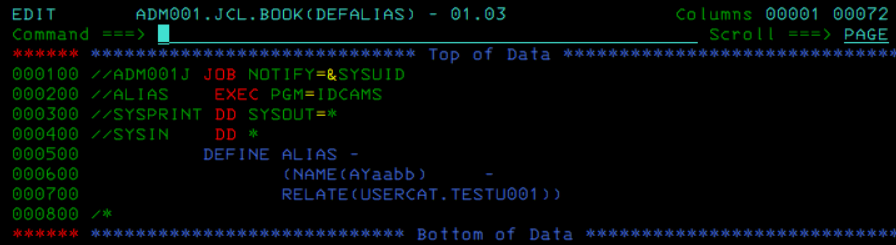 EDIT       ADM001.JCL.BOOK(DEFALIAS) - 01.03                  Columns 00001 00072
Command ===>                                                  Scroll ===> PAGE
****** ***************************** Top of Data ******************************
000100 //ADM001J JOB NOTIFY=&SYSUID
000200 //ALIAS    EXEC PGM=IDCAMS
000300 //SYSPRINT DD SYSOUT=*
000400 //SYSIN    DD *
000500           DEFINE ALIAS -
000600                  (NAME(AYaabb)     -
000700                  RELATE(USERCAT.TESTU001))
000800 /*
****** **************************** Bottom of Data ****************************